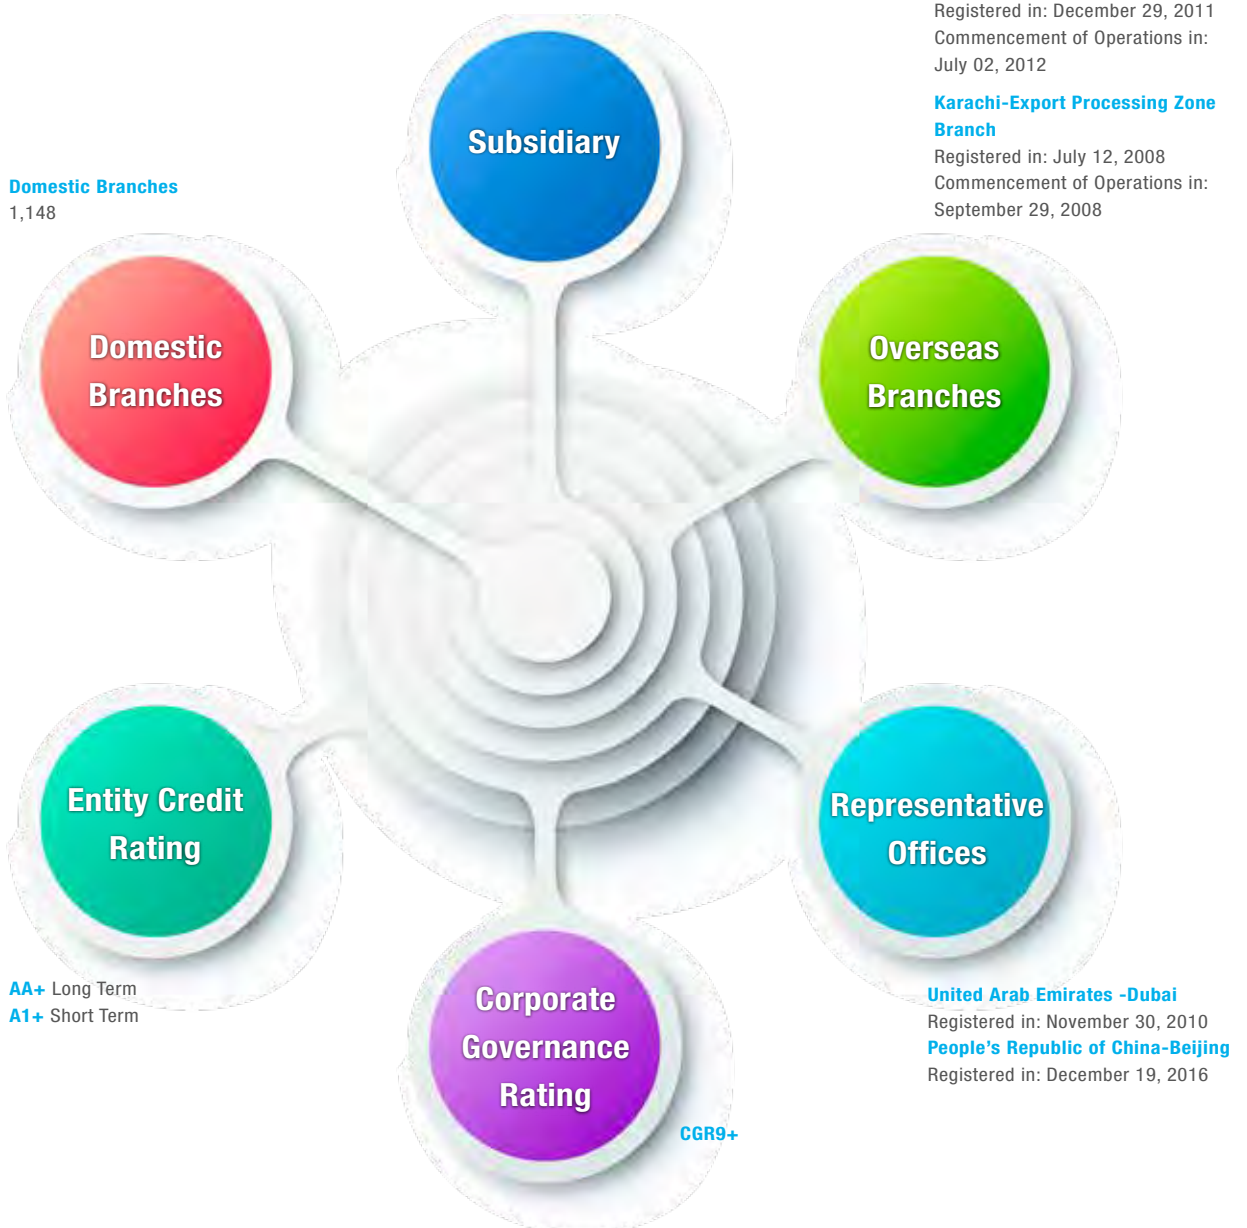 Registered in: December 29, 2011
Commencement of Operations in:
July 02, 2012
Karachi-Export Processing Zone
Branch
Registered in: July 12, 2008
Commencement of Operations in:
September 29, 2008
Subsidiary
Domestic Branches
1,148
Domestic
Branches
Overseas
Branches
Entity Credit
Rating
Representative
Offices
AA+ Long Term
A1+ Short Term
Corporate
Governance
Rating
CGR9+
United Arab Emirates -Dubai
Registered in: November 30, 2010
People's Republic of China-Beijing
Registered in: December 19, 2016